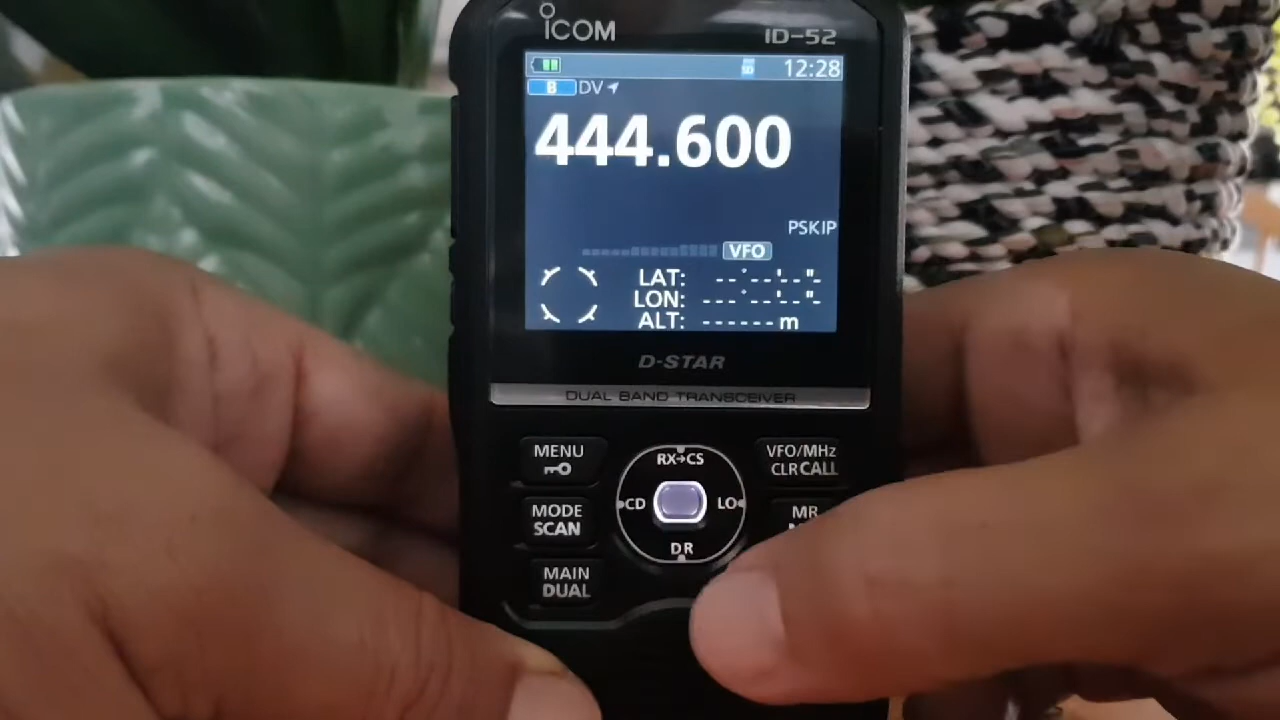 ICOM ID-52
SD 12:28
B DV
444.600
PSKIP
VFO
LAT: --°--'--"-
LON: ---°--'--"-
ALT: ------m
D-STAR
DUAL BAND TRANSCEIVER
MENU
RX→CS
VFO/MHz
CLR CALL
CD
LO
MODE
SCAN
MR
DR
MAIN
DUAL